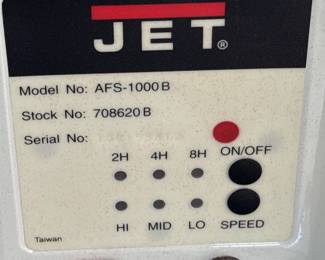 JET®
Model No: AFS-1000B
Stock No: 708620B
Serial No:
2H 4H 8H ON/OFF
HI MID LO SPEED
Taiwan